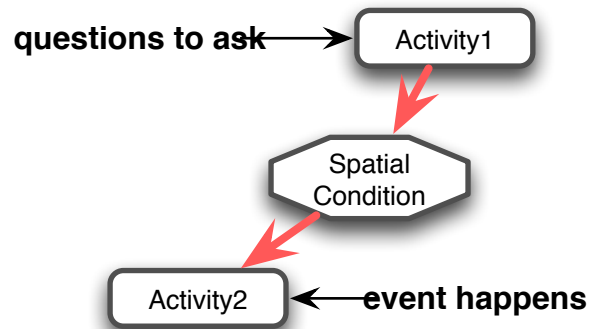 questions to ask
Activity1
Spatial
Condition
Activity2
event happens